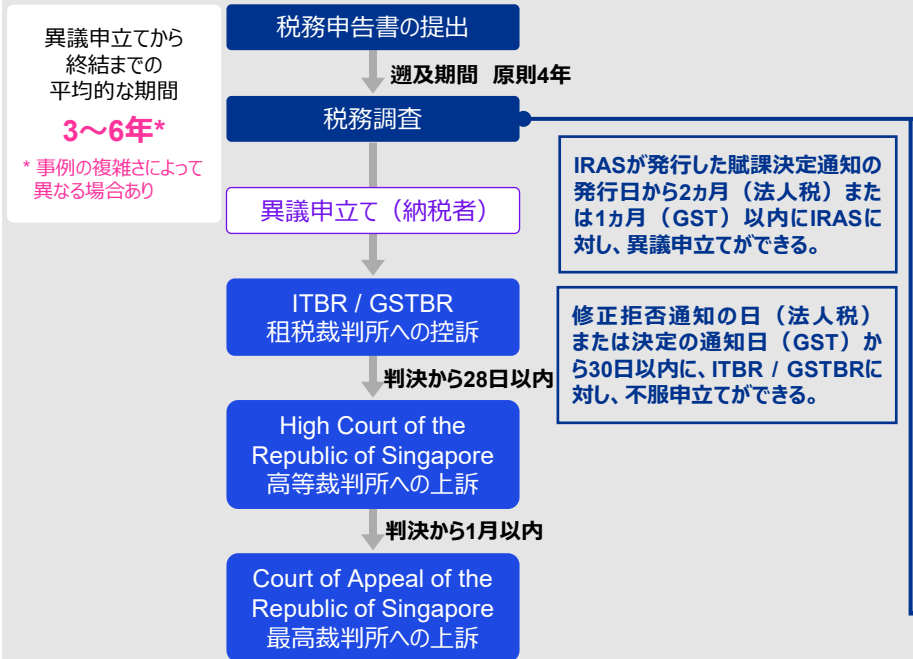 異議申立てから
終結までの
平均的な期間
3～6年*
* 事例の複雑さによって
異なる場合あり
税務申告書の提出
遡及期間 原則4年
税務調査
異議申立て（納税者）
ITBR / GSTBR
租税裁判所への控訴
判決から28日以内
High Court of the
Republic of Singapore
高等裁判所への上訴
判決から1月以内
Court of Appeal of the
Republic of Singapore
最高裁判所への上訴
IRASが発行した賦課決定通知の
発行日から2ヵ月（法人税）また
は1ヵ月（GST）以内にIRASに
対し、異議申立てができる。
修正拒否通知の日（法人税）
または決定の通知日（GST）か
ら30日以内に、ITBR / GSTBRに
対し、不服申立てができる。